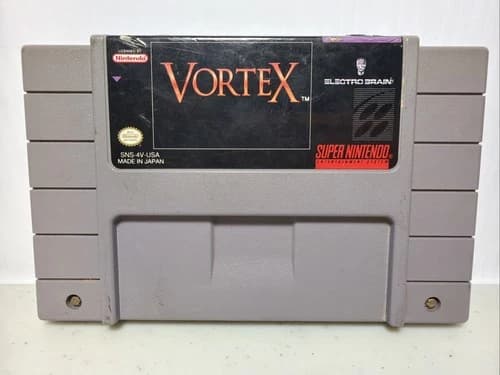 LICENSED BY
Nintendo
VORTEX
TM
ELECTRO BRAIN
SNS-4V-USA
MADE IN JAPAN
SUPER NINTENDO
ENTERTAINMENT SYSTEM